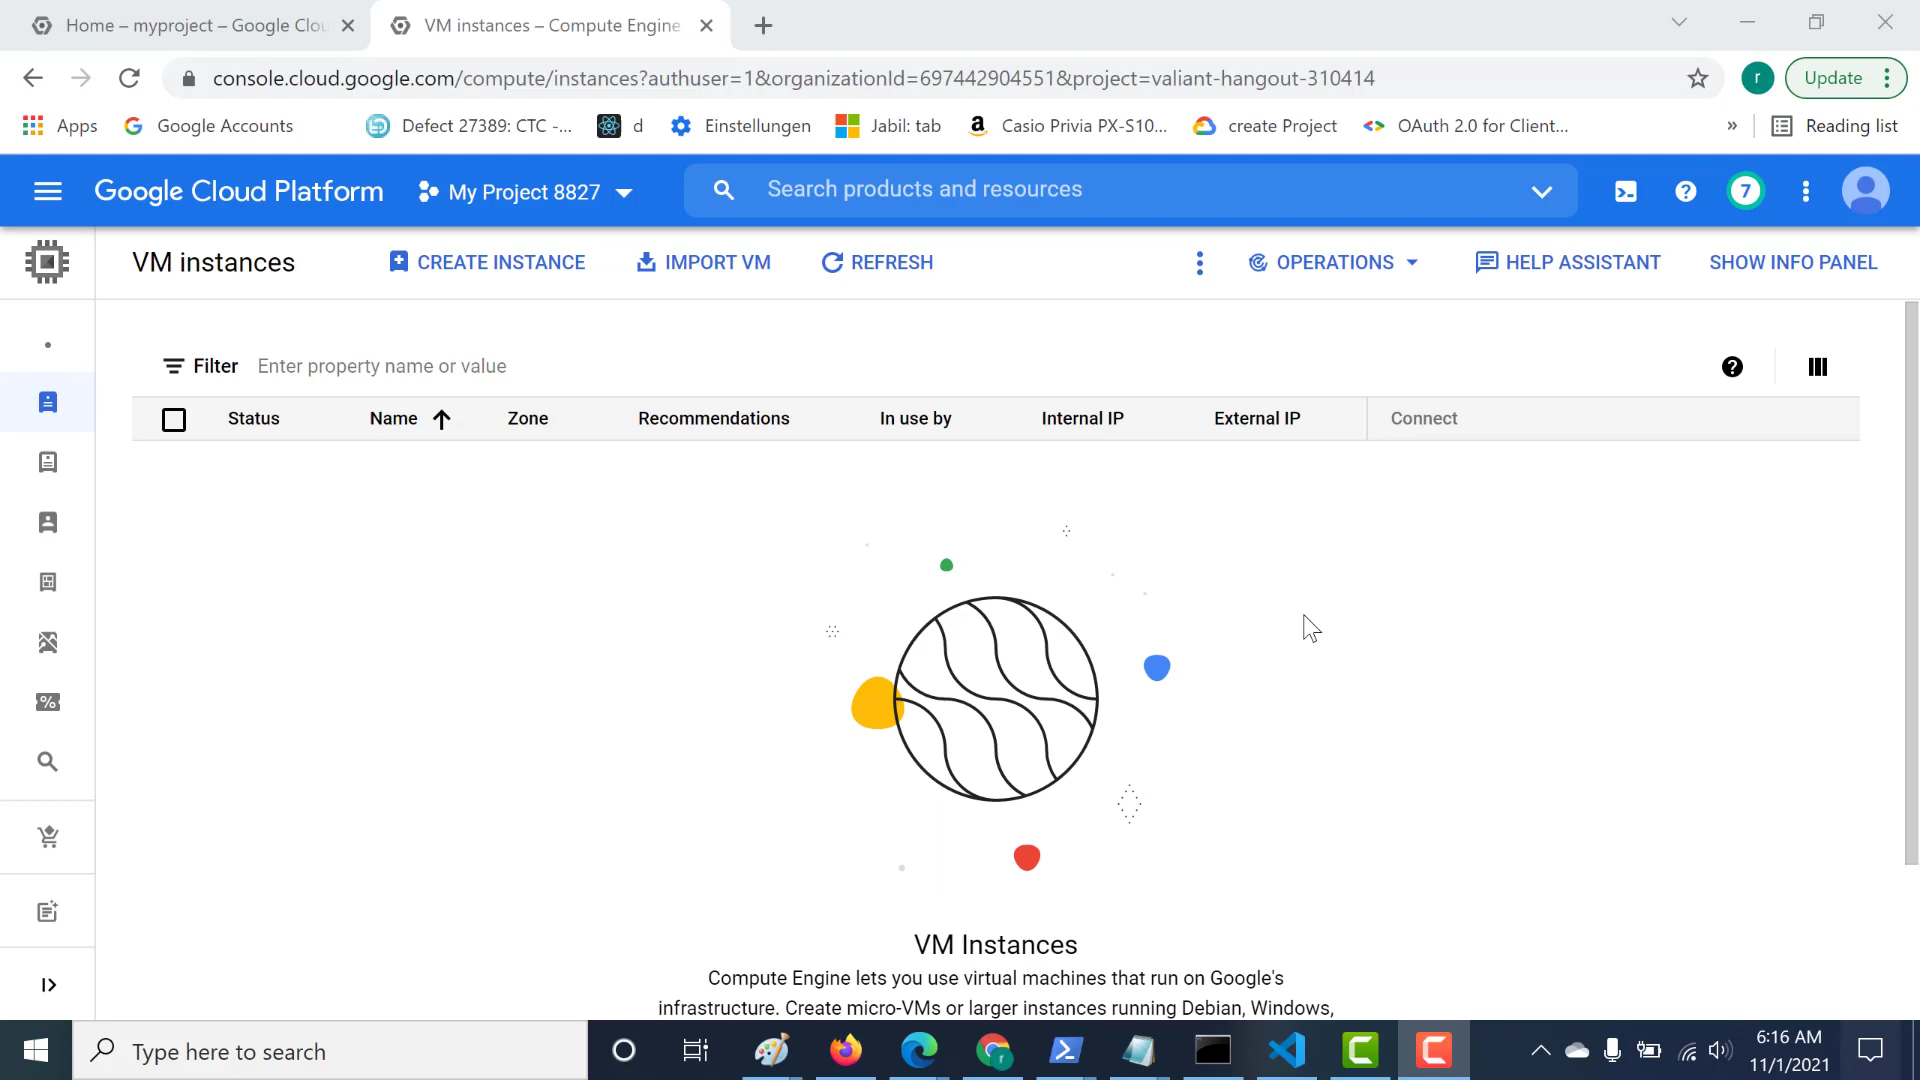 Home – myproject – Google Clou
VM instances – Compute Engine
console.cloud.google.com/compute/instances?authuser=1&organizationId=697442904551&project=valiant-hangout-310414
r
Update
Apps
Google Accounts
Defect 27389: CTC -...
d
Einstellungen
Jabil: tab
Casio Privia PX-S10...
create Project
OAuth 2.0 for Client...
»
Reading list
Google Cloud Platform
My Project 8827
Search products and resources
7
VM instances
CREATE INSTANCE
IMPORT VM
REFRESH
OPERATIONS
HELP ASSISTANT
SHOW INFO PANEL
Filter
Enter property name or value
Status
Name
Zone
Recommendations
In use by
Internal IP
External IP
Connect
VM Instances
Compute Engine lets you use virtual machines that run on Google's
infrastructure. Create micro-VMs or larger instances running Debian, Windows,
Type here to search
6:16 AM
11/1/2021